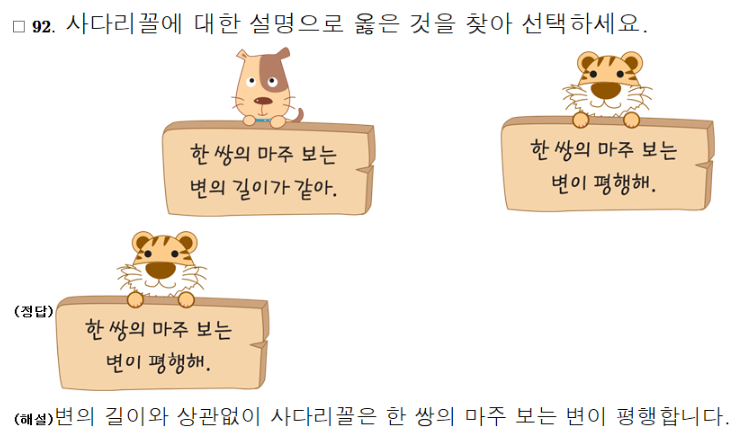 □ 92. 사다리꼴에 대한 설명으로 옳은 것을 찾아 선택하세요.
한 쌍의 마주 보는
변의 길이가 같아.
한 쌍의 마주 보는
변이 평행해.
(정답)
한 쌍의 마주 보는
변이 평행해.
(해설)변의 길이와 상관없이 사다리꼴은 한 쌍의 마주 보는 변이 평행합니다.